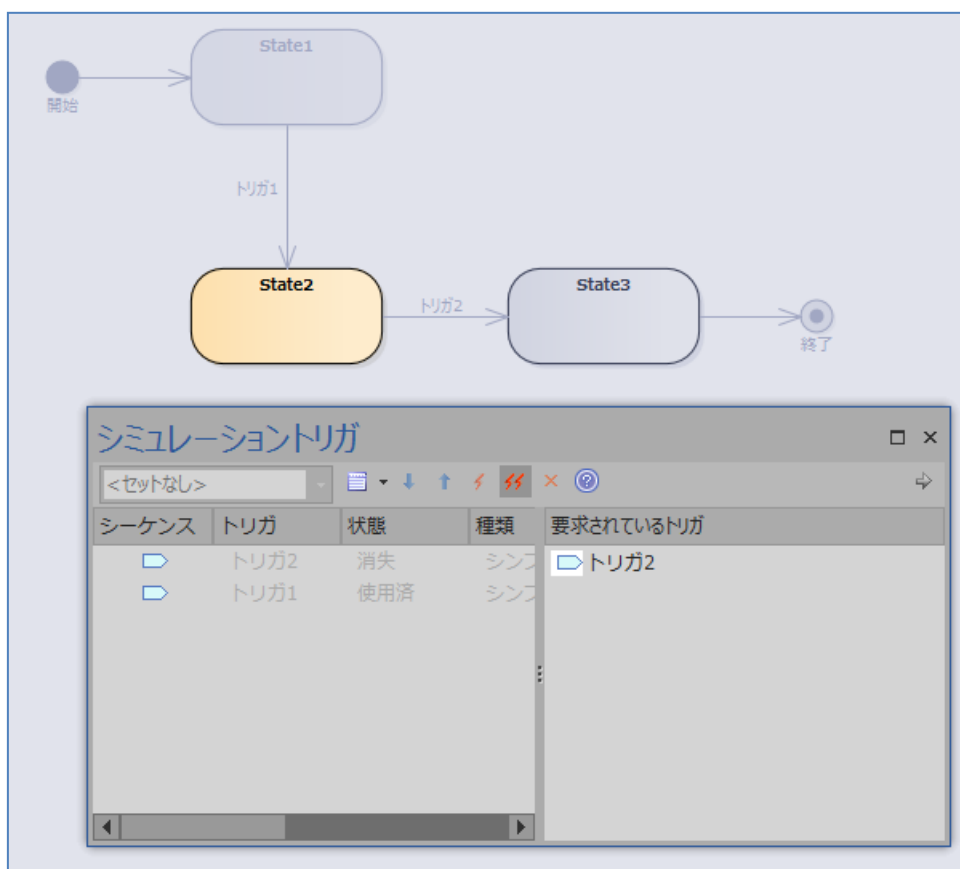 State1
開始
トリガ1
State2
トリガ2
State3
終了
シミュレーショントリガ
<セットなし>
シーケンス トリガ 状態 種類 要求されているトリガ
トリガ2 消失 シンプ トリガ2
トリガ1 使用済 シンプ